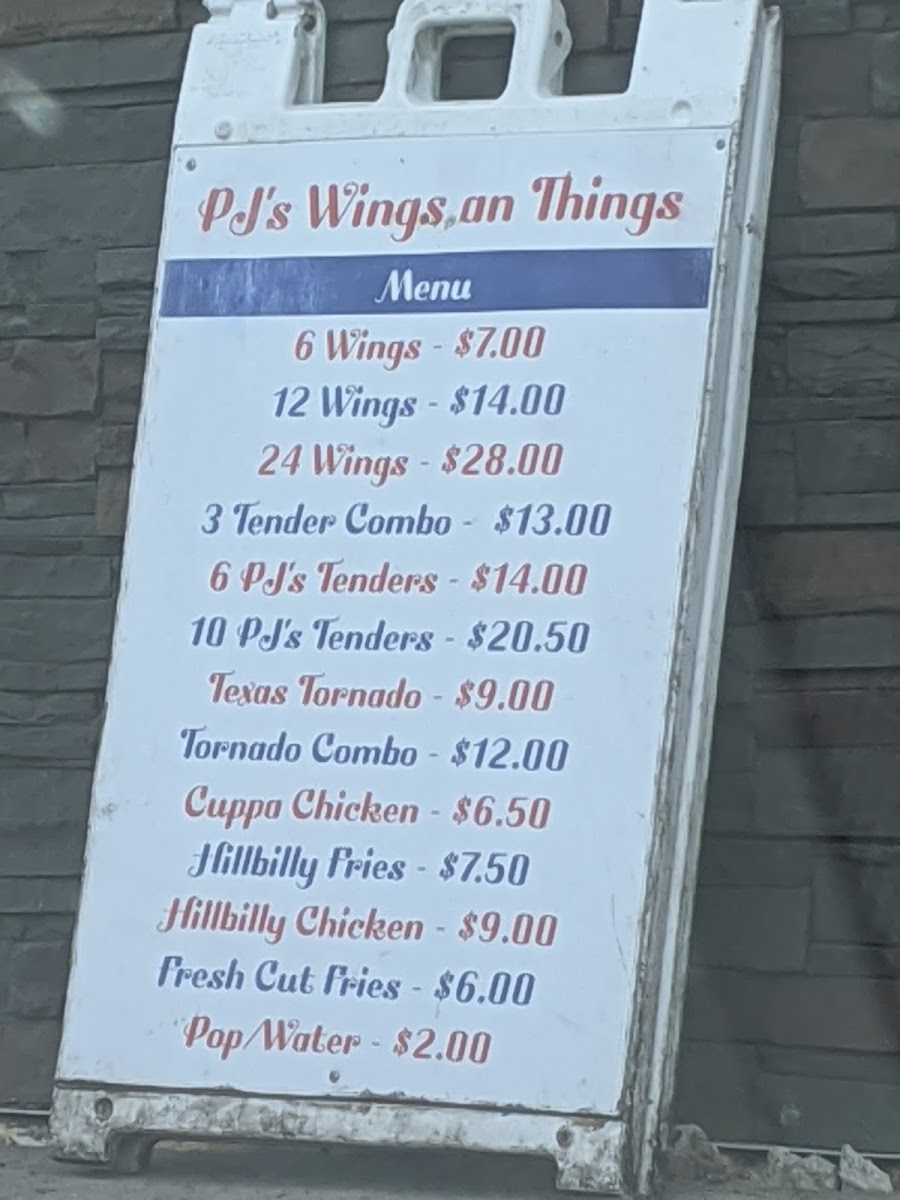 PJ's Wings an Things
Menu
6 Wings - $7.00
12 Wings - $14.00
24 Wings - $28.00
3 Tender Combo - $13.00
6 PJ's Tenders - $14.00
10 PJ's Tenders - $20.50
Texas Tornado - $9.00
Tornado Combo - $12.00
Cuppa Chicken - $6.50
Hillbilly Fries - $7.50
Hillbilly Chicken - $9.00
Fresh Cut Fries - $6.00
Pop/Water - $2.00